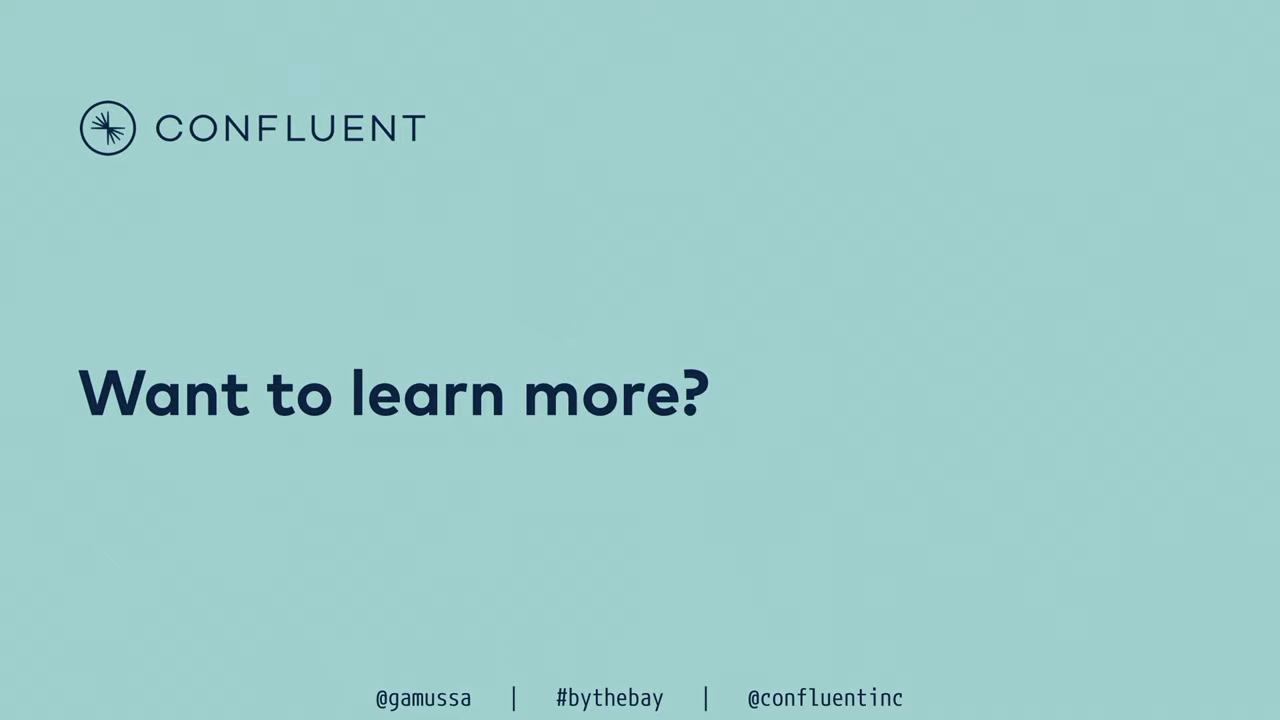 CONFLUENT
Want to learn more?
@gamussa | #bythebay | @confluentinc